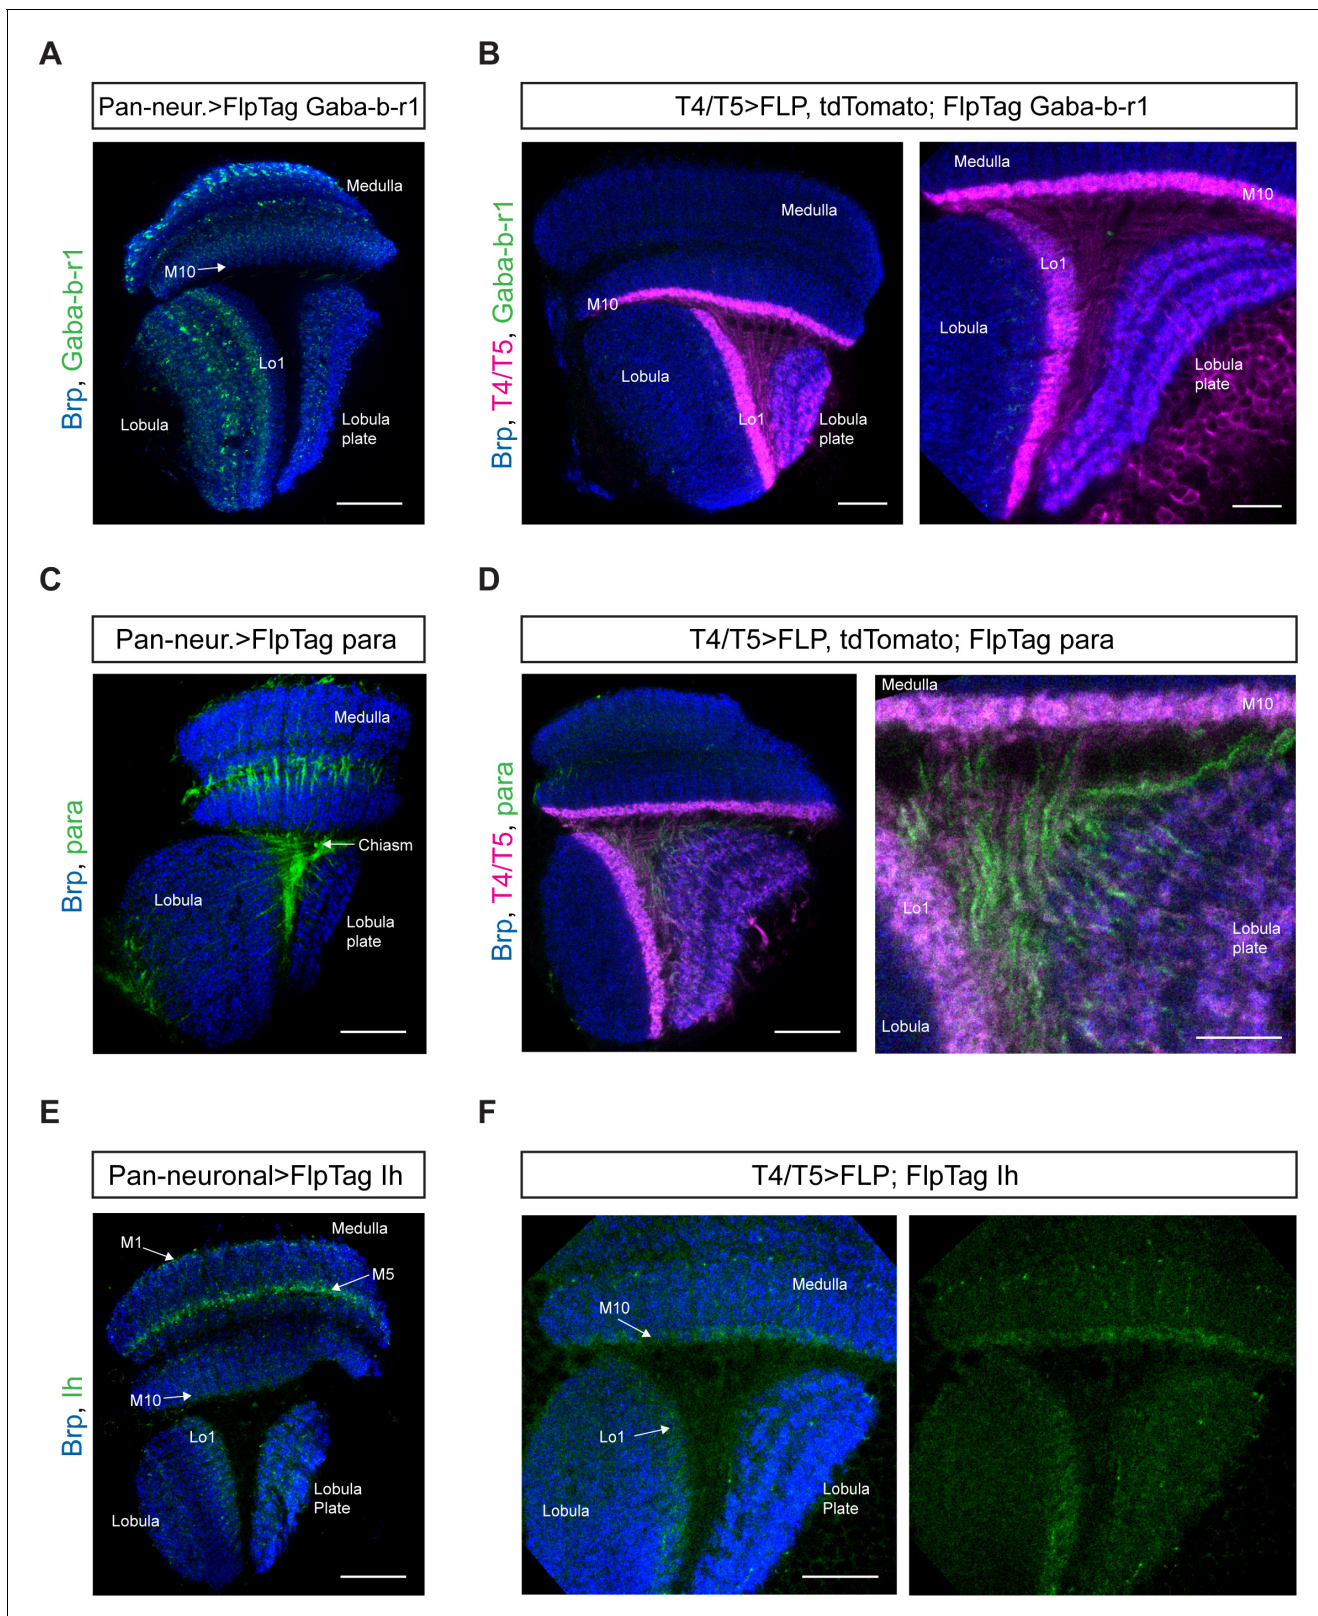 A
Pan-neur.>FlpTag Gaba-b-r1
Brp, Gaba-b-r1
Medulla
M10
Lo1
Lobula
Lobula
plate
B
T4/T5>FLP, tdTomato; FlpTag Gaba-b-r1
Brp, T4/T5, Gaba-b-r1
Medulla
M10
Lobula
Lo1
Lobula
plate
Medulla
M10
Lo1
Lobula
Lobula
plate
C
Pan-neur.>FlpTag para
Brp, para
Medulla
Chiasm
Lobula
Lobula
plate
D
T4/T5>FLP, tdTomato; FlpTag para
Brp, T4/T5, para
Medulla
M10
Lo1
Lobula
plate
Lobula
E
Pan-neuronal>FlpTag Ih
Brp, Ih
Medulla
M1
M5
M10
Lo1
Lobula
Plate
Lobula
F
T4/T5>FLP; FlpTag Ih
Medulla
M10
Lo1
Lobula
Lobula
Plate